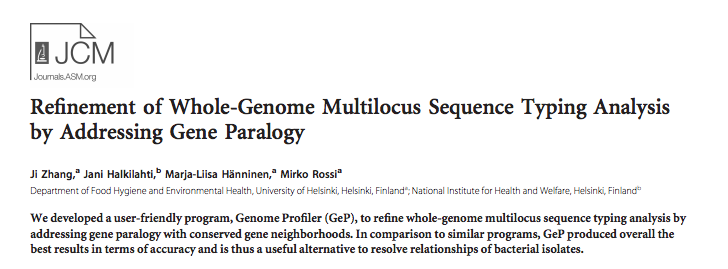 JCM
Journals.ASM.org
Refinement of Whole-Genome Multilocus Sequence Typing Analysis
by Addressing Gene Paralogy
Ji Zhang,ᵃ Jani Halkilahti,ᵇ Marja-Liisa Hänninen,ᵃ Mirko Rossiᵃ
Department of Food Hygiene and Environmental Health, University of Helsinki, Helsinki, Finlandᵃ; National Institute for Health and Welfare, Helsinki, Finlandᵇ
We developed a user-friendly program, Genome Profiler (GeP), to refine whole-genome multilocus sequence typing analysis by
addressing gene paralogy with conserved gene neighborhoods. In comparison to similar programs, GeP produced overall the
best results in terms of accuracy and is thus a useful alternative to resolve relationships of bacterial isolates.